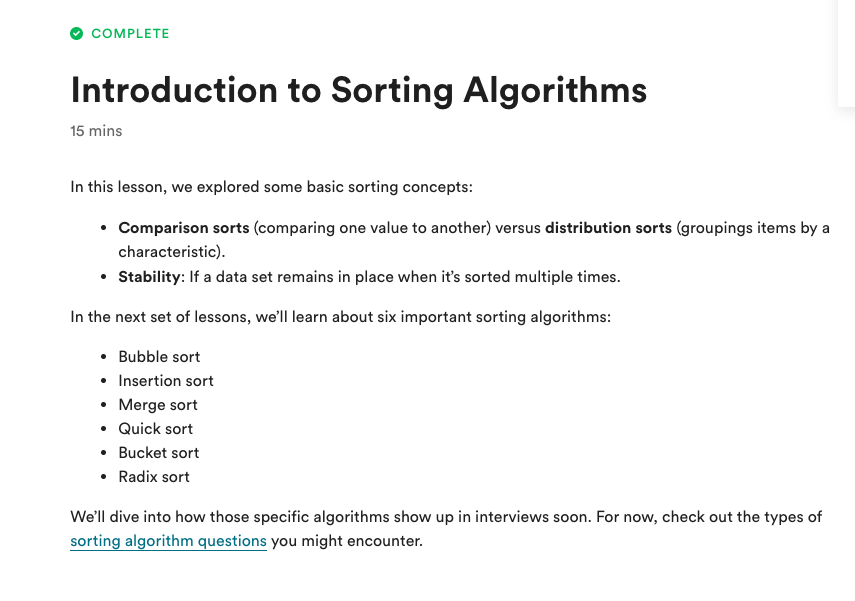 COMPLETE
Introduction to Sorting Algorithms
15 mins
In this lesson, we explored some basic sorting concepts:
• Comparison sorts (comparing one value to another) versus distribution sorts (groupings items by a
characteristic).
• Stability: If a data set remains in place when it’s sorted multiple times.
In the next set of lessons, we’ll learn about six important sorting algorithms:
• Bubble sort
• Insertion sort
• Merge sort
• Quick sort
• Bucket sort
• Radix sort
We’ll dive into how those specific algorithms show up in interviews soon. For now, check out the types of
sorting algorithm questions you might encounter.